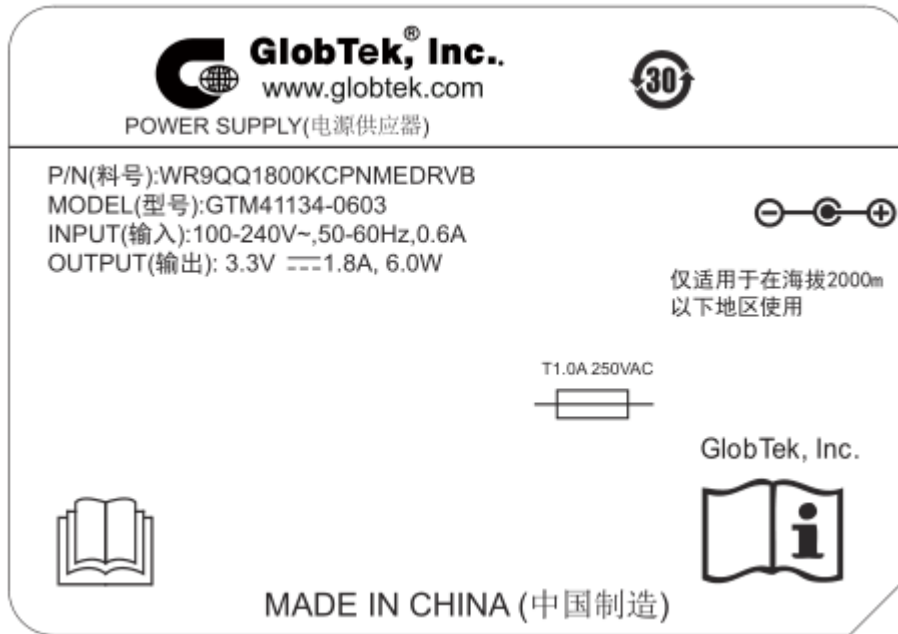 GlobTek,® Inc..
www.globtek.com
30
POWER SUPPLY(电源供应器)
P/N(料号):WR9QQ1800KCPNMEDRVB
MODEL(型号):GTM41134-0603
INPUT(输入):100-240V~,50-60Hz,0.6A
OUTPUT(输出): 3.3V ⎓1.8A, 6.0W
仅适用于在海拔2000m
以下地区使用
T1.0A 250VAC
GlobTek, Inc.
i
MADE IN CHINA (中国制造)